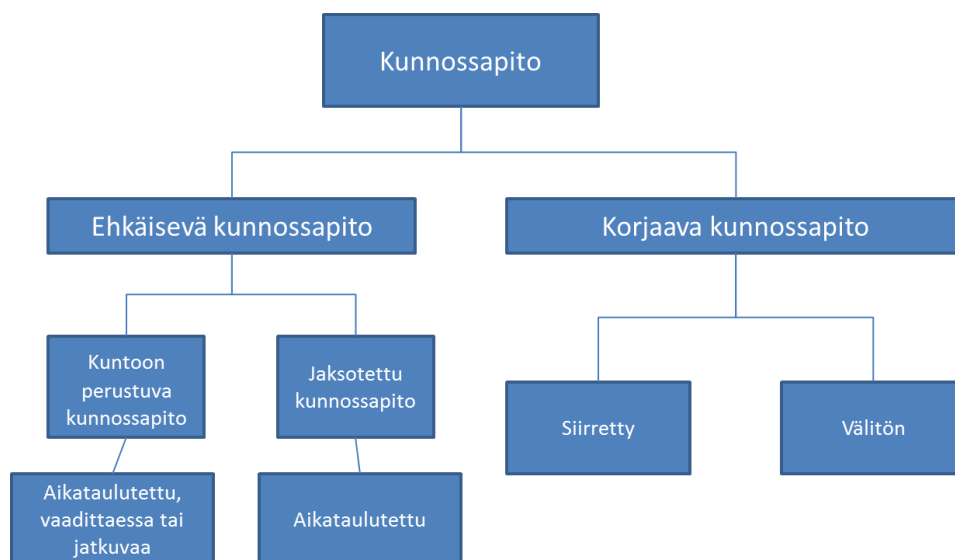 Kunnossapito
Ehkäisevä kunnossapito
Korjaava kunnossapito
Kuntoon
perustuva
kunnossapito
Jaksotettu
kunnossapito
Siirretty
Välitön
Aikataulutettu,
vaadittaessa tai
jatkuvaa
Aikataulutettu